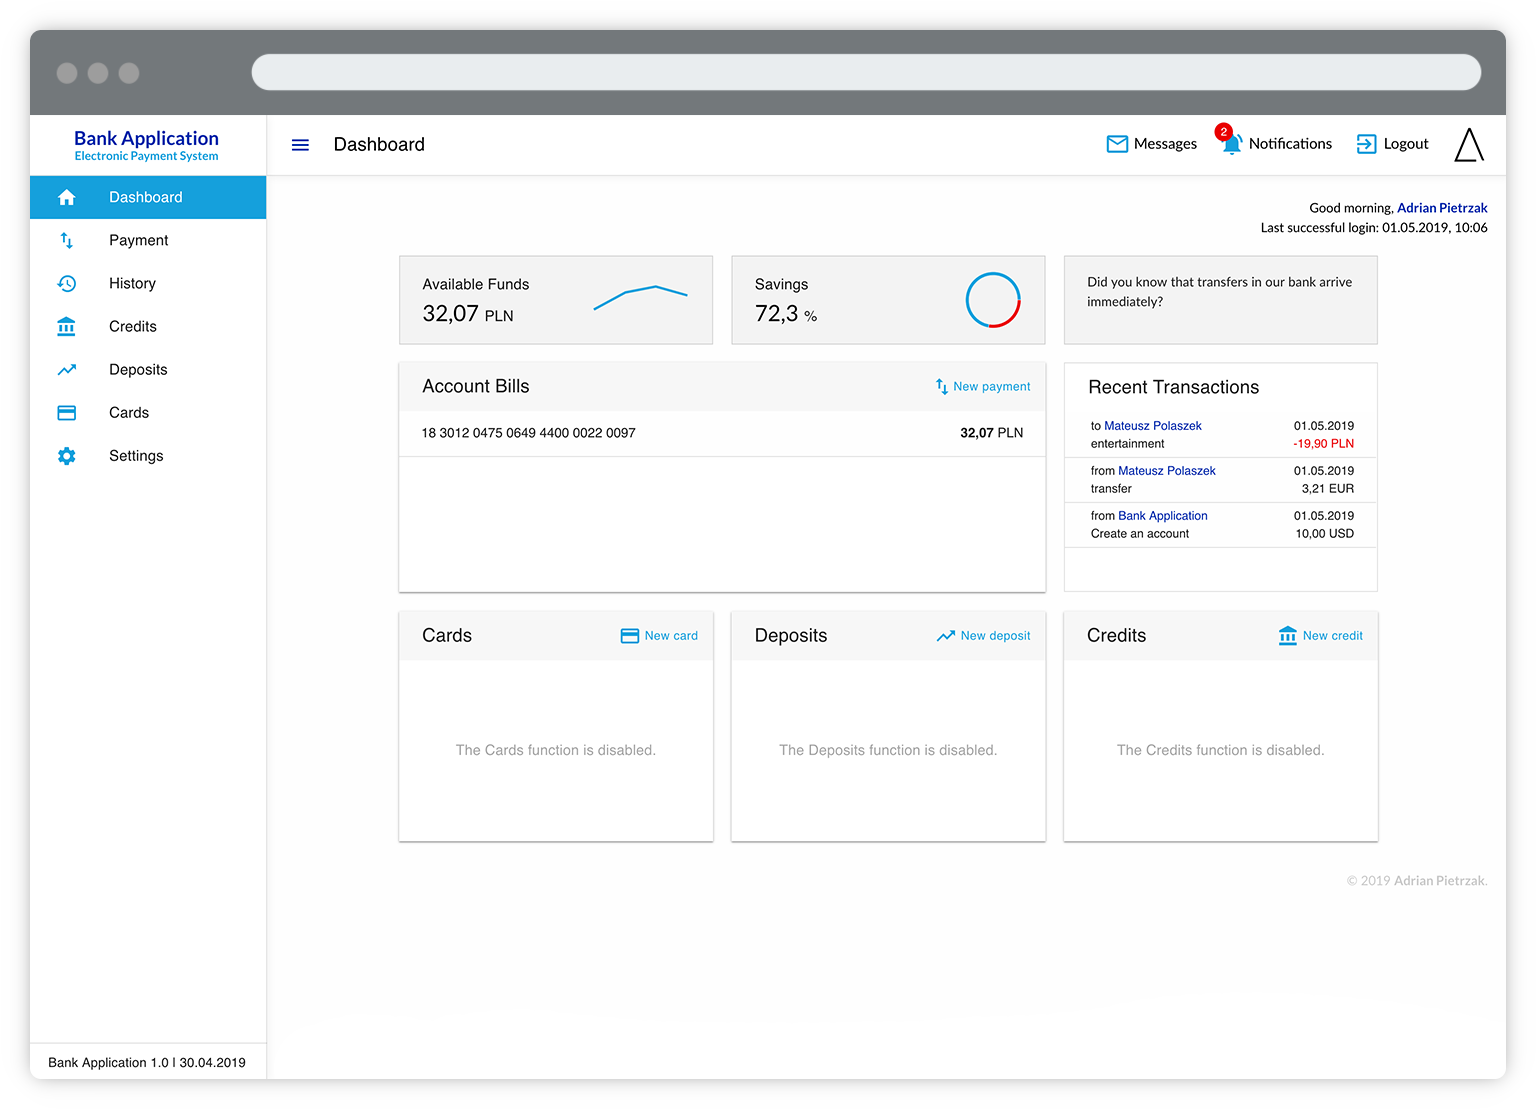 Bank Application
Electronic Payment System
Dashboard
Messages
2
Notifications
Logout
Dashboard
Payment
History
Credits
Deposits
Cards
Settings
Good morning, Adrian Pietrzak
Last successful login: 01.05.2019, 10:06
Available Funds
32,07 PLN
Savings
72,3 %
Did you know that transfers in our bank arrive
immediately?
Account Bills
New payment
18 3012 0475 0649 4400 0022 0097
32,07 PLN
Recent Transactions
to Mateusz Polaszek 01.05.2019
entertainment -19,90 PLN
from Mateusz Polaszek 01.05.2019
transfer 3,21 EUR
from Bank Application 01.05.2019
Create an account 10,00 USD
Cards
New card
The Cards function is disabled.
Deposits
New deposit
The Deposits function is disabled.
Credits
New credit
The Credits function is disabled.
© 2019 Adrian Pietrzak.
Bank Application 1.0 | 30.04.2019